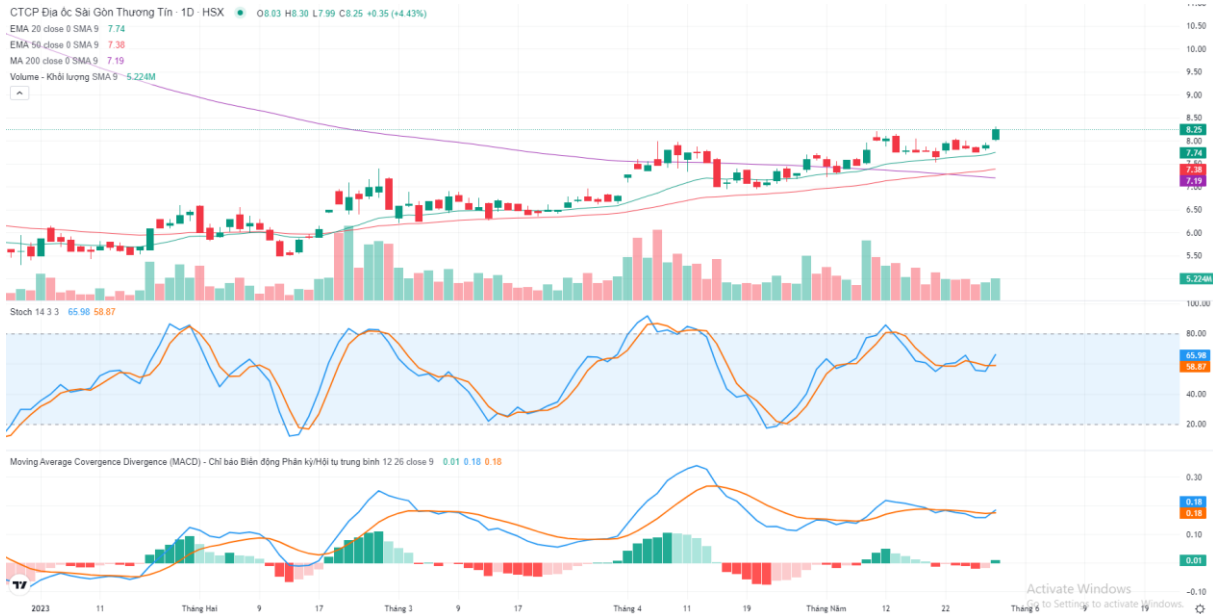 CTCP Địa ốc Sài Gòn Thương Tín · 1D · HSX O8.03 H8.30 L7.99 C8.25 +0.35 (+4.43%)
EMA 20 close 0 SMA 9 7.74
EMA 50 close 0 SMA 9 7.38
MA 200 close 0 SMA 9 7.19
Volume - Khối lượng SMA 9 5.224M
10.50
10.00
9.50
9.00
8.50
8.25
8.00
7.74
7.50
7.38
7.19
6.50
6.00
5.50
5.224M
100.00
Stoch 14 3 3 65.98 58.87
80.00
65.98
58.87
40.00
20.00
Moving Average Covergence Divergence (MACD) - Chỉ báo Biến động Phân kỳ/Hội tụ trung bình 12 26 close 9 0.01 0.18 0.18
0.30
0.18
0.18
0.10
0.01
−0.10
Activate Windows
Go to Settings to activate Windows.
2023 11 Tháng Hai 9 17 Tháng 3 9 17 Tháng 4 11 19 Tháng Năm 12 22 Tháng 6 9 19